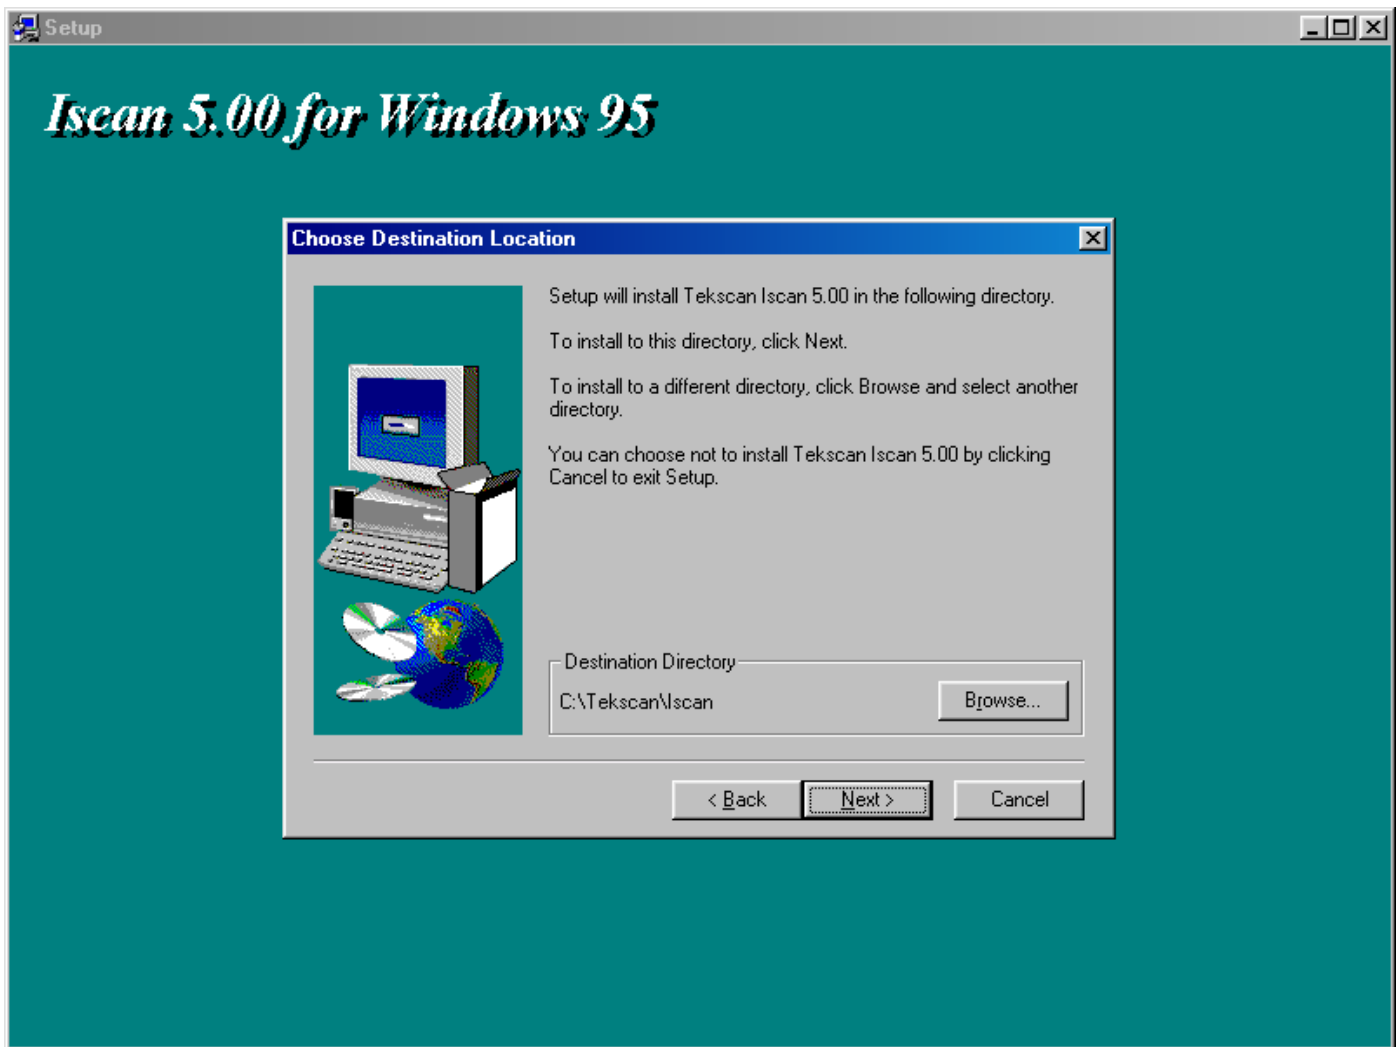 Setup
Iscan 5.00 for Windows 95
Choose Destination Location
Setup will install Tekscan Iscan 5.00 in the following directory.
To install to this directory, click Next.
To install to a different directory, click Browse and select another
directory.
You can choose not to install Tekscan Iscan 5.00 by clicking
Cancel to exit Setup.
Destination Directory
C:\Tekscan\Iscan
Browse...
< Back
Next >
Cancel